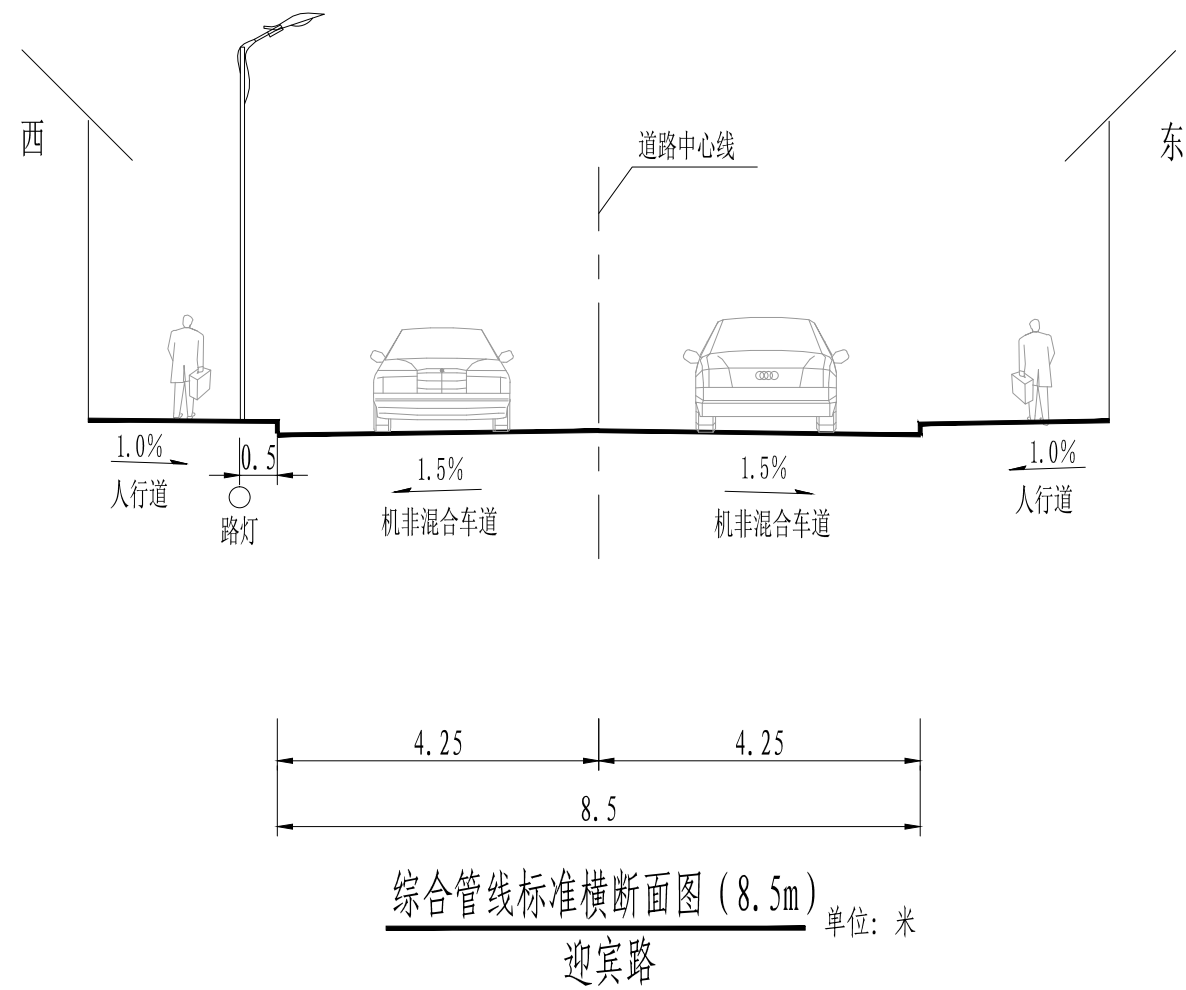 西
东
道路中心线
1.0%
0.5
1.5%
1.5%
1.0%
人行道
路灯
机非混合车道
机非混合车道
人行道
4.25
4.25
8.5
综合管线标准横断面图(8.5m)
单位：米
迎宾路